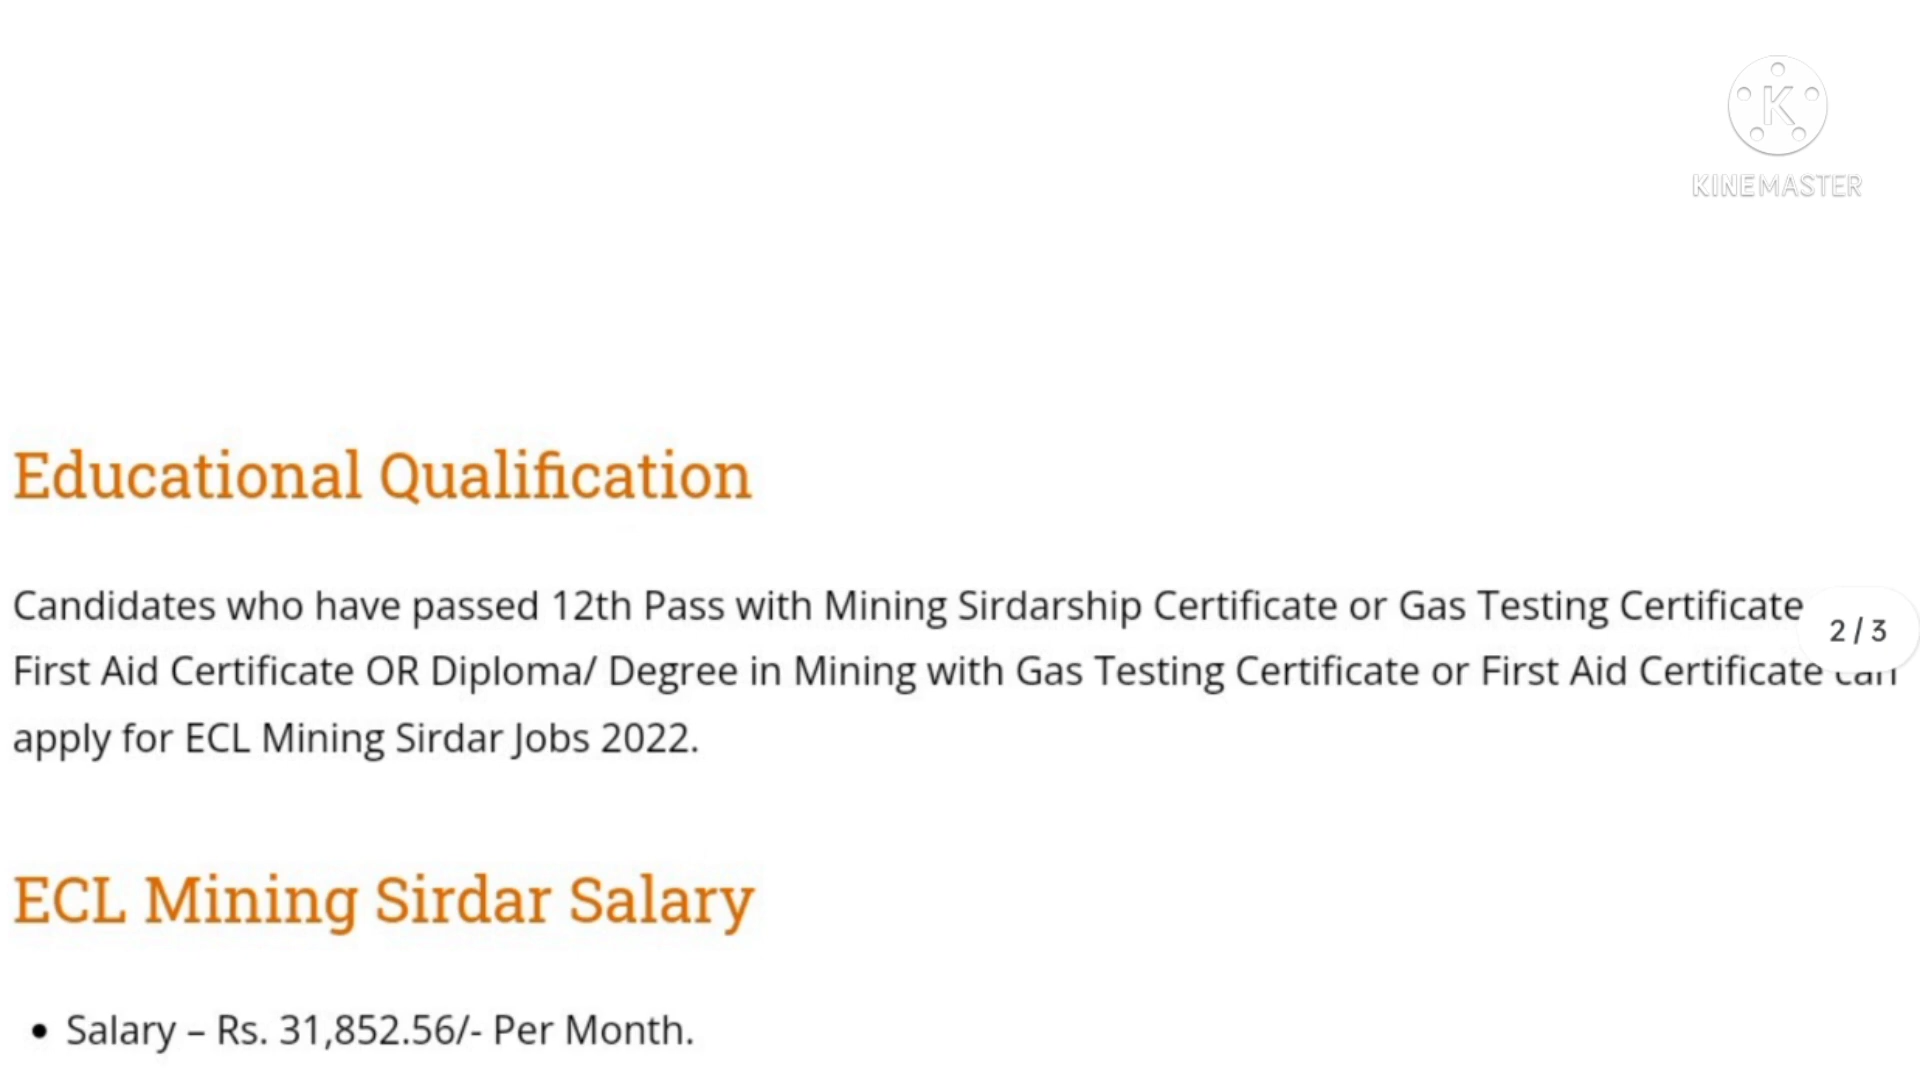 K
KINEMASTER
Educational Qualification
Candidates who have passed 12th Pass with Mining Sirdarship Certificate or Gas Testing Certificate
2 / 3
First Aid Certificate OR Diploma/ Degree in Mining with Gas Testing Certificate or First Aid Certificate can
apply for ECL Mining Sirdar Jobs 2022.
ECL Mining Sirdar Salary
• Salary – Rs. 31,852.56/- Per Month.